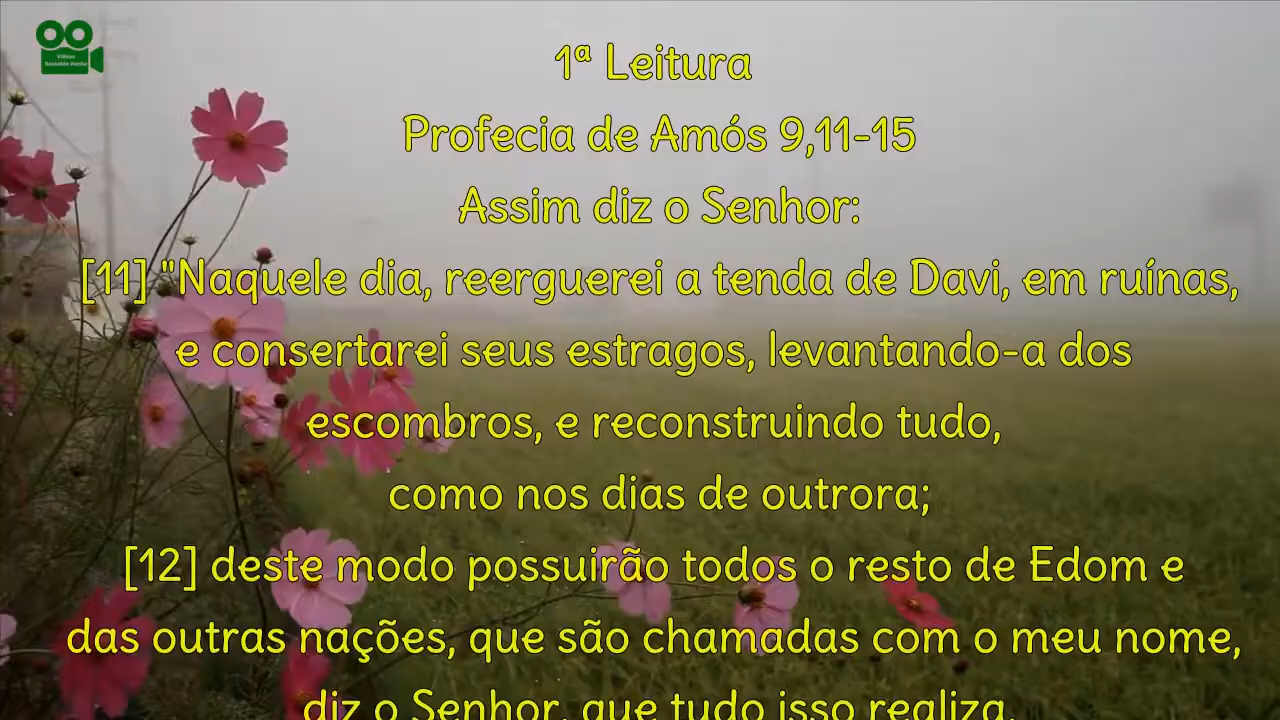 Vídeos
1ª Leitura
Profecia de Amós 9,11-15
Assim diz o Senhor:
[11] "Naquele dia, reerguerei a tenda de Davi, em ruínas,
e consertarei seus estragos, levantando-a dos
escombros, e reconstruindo tudo,
como nos dias de outrora;
[12] deste modo possuirão todos o resto de Edom e
das outras nações, que são chamadas com o meu nome,
diz o Senhor, que tudo isso realiza.